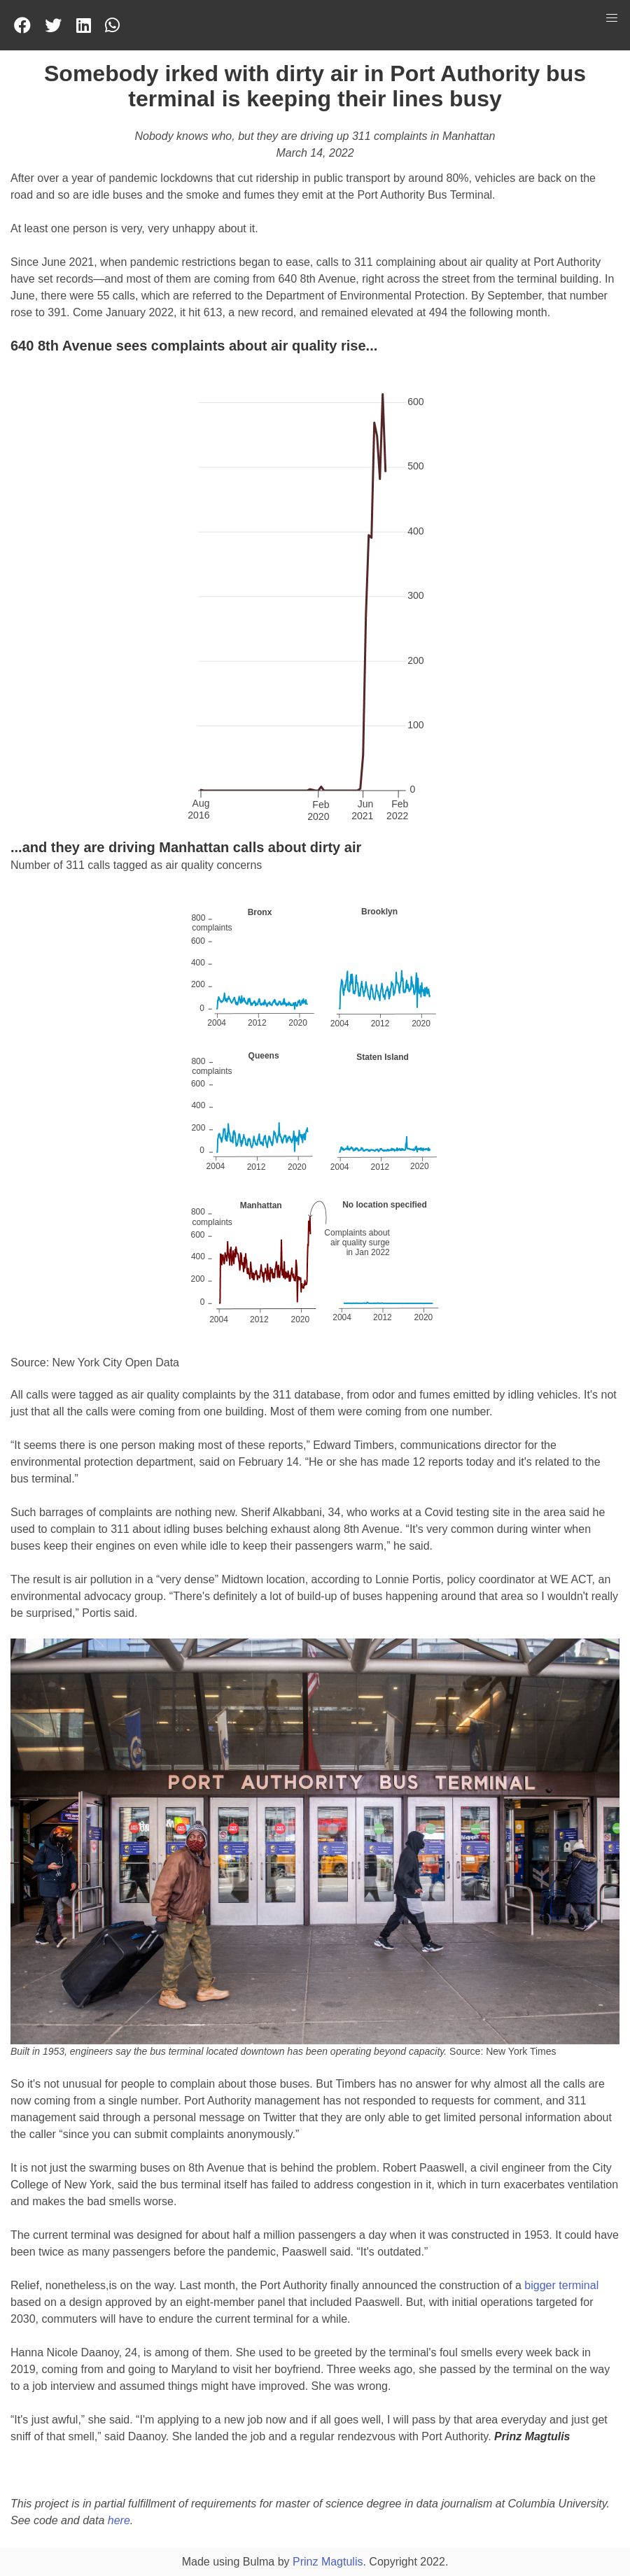 Somebody irked with dirty air in Port Authority bus
terminal is keeping their lines busy
Nobody knows who, but they are driving up 311 complaints in Manhattan
March 14, 2022
After over a year of pandemic lockdowns that cut ridership in public transport by around 80%, vehicles are back on the
road and so are idle buses and the smoke and fumes they emit at the Port Authority Bus Terminal.
At least one person is very, very unhappy about it.
Since June 2021, when pandemic restrictions began to ease, calls to 311 complaining about air quality at Port Authority
have set records—and most of them are coming from 640 8th Avenue, right across the street from the terminal building. In
June, there were 55 calls, which are referred to the Department of Environmental Protection. By September, that number
rose to 391. Come January 2022, it hit 613, a new record, and remained elevated at 494 the following month.
640 8th Avenue sees complaints about air quality rise...
600
500
400
300
200
100
0
Aug Feb Jun Feb
2016 2020 2021 2022
...and they are driving Manhattan calls about dirty air
Number of 311 calls tagged as air quality concerns
Bronx
Brooklyn
800
complaints
600
400
200
0
2004 2012 2020
2004 2012 2020
Queens
Staten Island
800
complaints
600
400
200
0
2004 2012 2020
2004 2012 2020
Manhattan
No location specified
800
complaints
600
400
200
0
Complaints about
air quality surge
in Jan 2022
2004 2012 2020
2004 2012 2020
Source: New York City Open Data
All calls were tagged as air quality complaints by the 311 database, from odor and fumes emitted by idling vehicles. It's not
just that all the calls were coming from one building. Most of them were coming from one number.
“It seems there is one person making most of these reports,” Edward Timbers, communications director for the
environmental protection department, said on February 14. “He or she has made 12 reports today and it's related to the
bus terminal.”
Such barrages of complaints are nothing new. Sherif Alkabbani, 34, who works at a Covid testing site in the area said he
used to complain to 311 about idling buses belching exhaust along 8th Avenue. “It's very common during winter when
buses keep their engines on even while idle to keep their passengers warm,” he said.
The result is air pollution in a “very dense” Midtown location, according to Lonnie Portis, policy coordinator at WE ACT, an
environmental advocacy group. “There's definitely a lot of build-up of buses happening around that area so I wouldn't really
be surprised,” Portis said.
PORT AUTHORITY BUS TERMINAL
Built in 1953, engineers say the bus terminal located downtown has been operating beyond capacity. Source: New York Times
So it's not unusual for people to complain about those buses. But Timbers has no answer for why almost all the calls are
now coming from a single number. Port Authority management has not responded to requests for comment, and 311
management said through a personal message on Twitter that they are only able to get limited personal information about
the caller “since you can submit complaints anonymously.”
It is not just the swarming buses on 8th Avenue that is behind the problem. Robert Paaswell, a civil engineer from the City
College of New York, said the bus terminal itself has failed to address congestion in it, which in turn exacerbates ventilation
and makes the bad smells worse.
The current terminal was designed for about half a million passengers a day when it was constructed in 1953. It could have
been twice as many passengers before the pandemic, Paaswell said. “It's outdated.”
Relief, nonetheless,is on the way. Last month, the Port Authority finally announced the construction of a bigger terminal
based on a design approved by an eight-member panel that included Paaswell. But, with initial operations targeted for
2030, commuters will have to endure the current terminal for a while.
Hanna Nicole Daanoy, 24, is among of them. She used to be greeted by the terminal's foul smells every week back in
2019, coming from and going to Maryland to visit her boyfriend. Three weeks ago, she passed by the terminal on the way
to a job interview and assumed things might have improved. She was wrong.
“It's just awful,” she said. “I'm applying to a new job now and if all goes well, I will pass by that area everyday and just get
sniff of that smell,” said Daanoy. She landed the job and a regular rendezvous with Port Authority. Prinz Magtulis
This project is in partial fulfillment of requirements for master of science degree in data journalism at Columbia University.
See code and data here.
Made using Bulma by Prinz Magtulis. Copyright 2022.